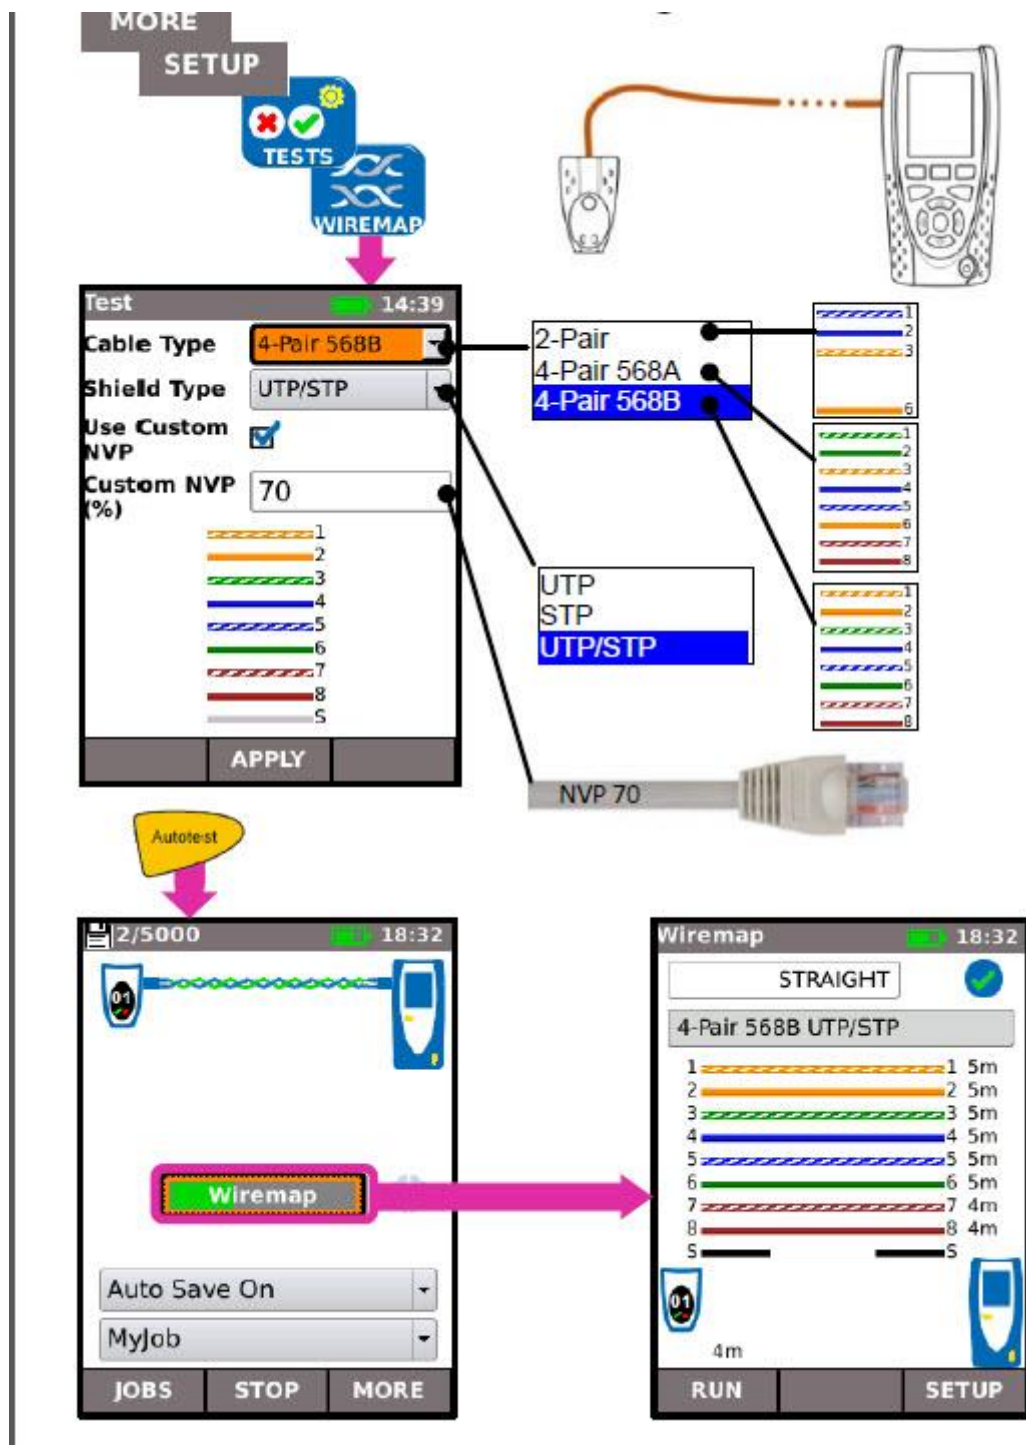 MORE
SETUP
TESTS
WIREMAP
Test 14:39
Cable Type 4-Pair 568B
Shield Type UTP/STP
Use Custom
NVP
Custom NVP
(%) 70
1
2
3
4
5
6
7
8
S
APPLY
2-Pair
4-Pair 568A
4-Pair 568B
1
2
3
6
1
2
3
4
5
6
7
8
1
2
3
4
5
6
7
8
UTP
STP
UTP/STP
NVP 70
Autotest
2/5000 18:32
01
Wiremap
Auto Save On
MyJob
JOBS STOP MORE
Wiremap 18:32
STRAIGHT
4-Pair 568B UTP/STP
1 1 5m
2 2 5m
3 3 5m
4 4 5m
5 5 5m
6 6 5m
7 7 4m
8 8 4m
S S
01
4m
RUN SETUP